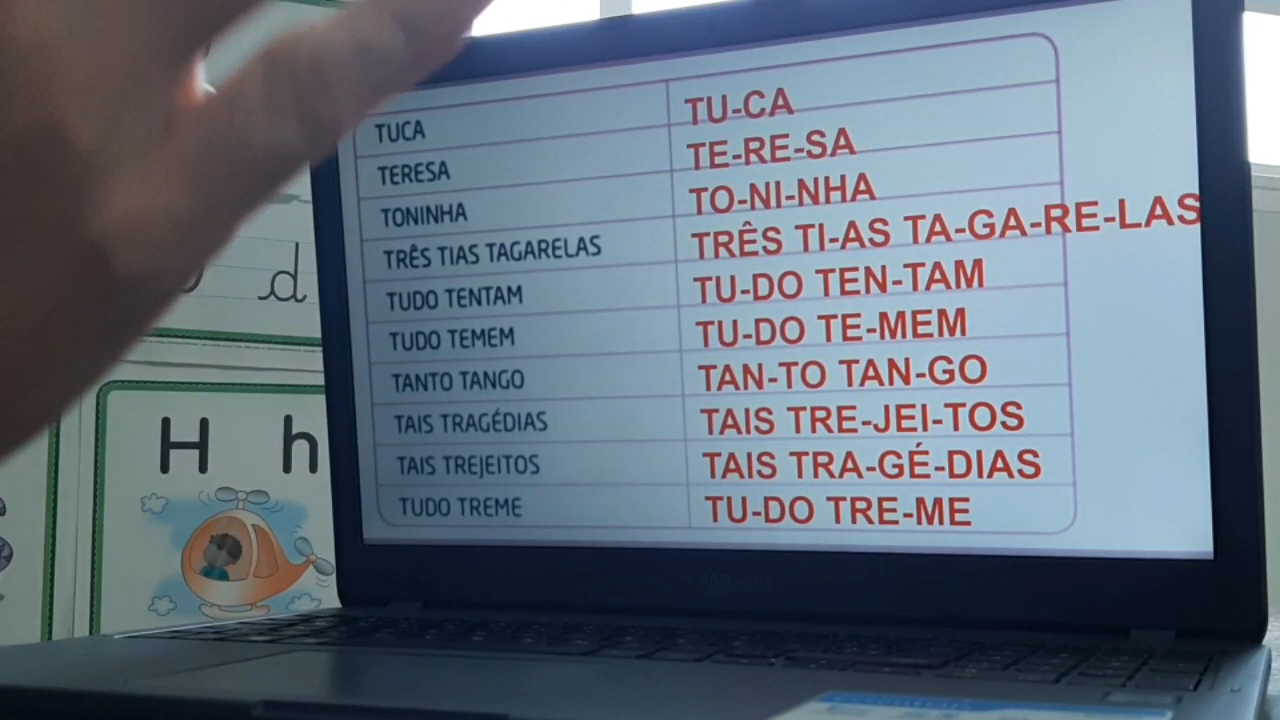 TUCA TU-CA
TERESA TE-RE-SA
TONINHA TO-NI-NHA
TRÊS TIAS TAGARELAS TRÊS TI-AS TA-GA-RE-LAS
TUDO TENTAM TU-DO TEN-TAM
TUDO TEMEM TU-DO TE-MEM
TANTO TANGO TAN-TO TAN-GO
TAIS TRAGÉDIAS TAIS TRE-JEI-TOS
TAIS TREJEITOS TAIS TRA-GÉ-DIAS
TUDO TREME TU-DO TRE-ME
d
H h